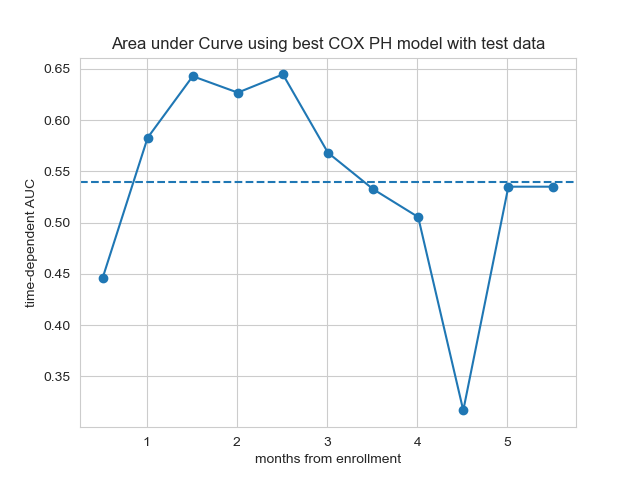 Area under Curve using best COX PH model with test data
0.65
0.60
0.55
0.50
0.45
0.40
0.35
time-dependent AUC
1 2 3 4 5
months from enrollment